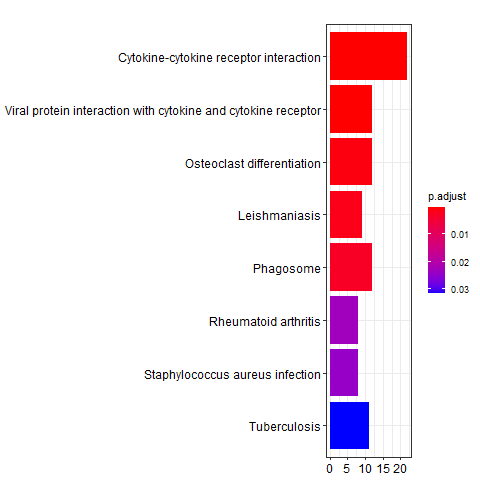 Cytokine-cytokine receptor interaction
Viral protein interaction with cytokine and cytokine receptor
Osteoclast differentiation
Leishmaniasis
Phagosome
Rheumatoid arthritis
Staphylococcus aureus infection
Tuberculosis
0 5 10 15 20
p.adjust
0.01
0.02
0.03